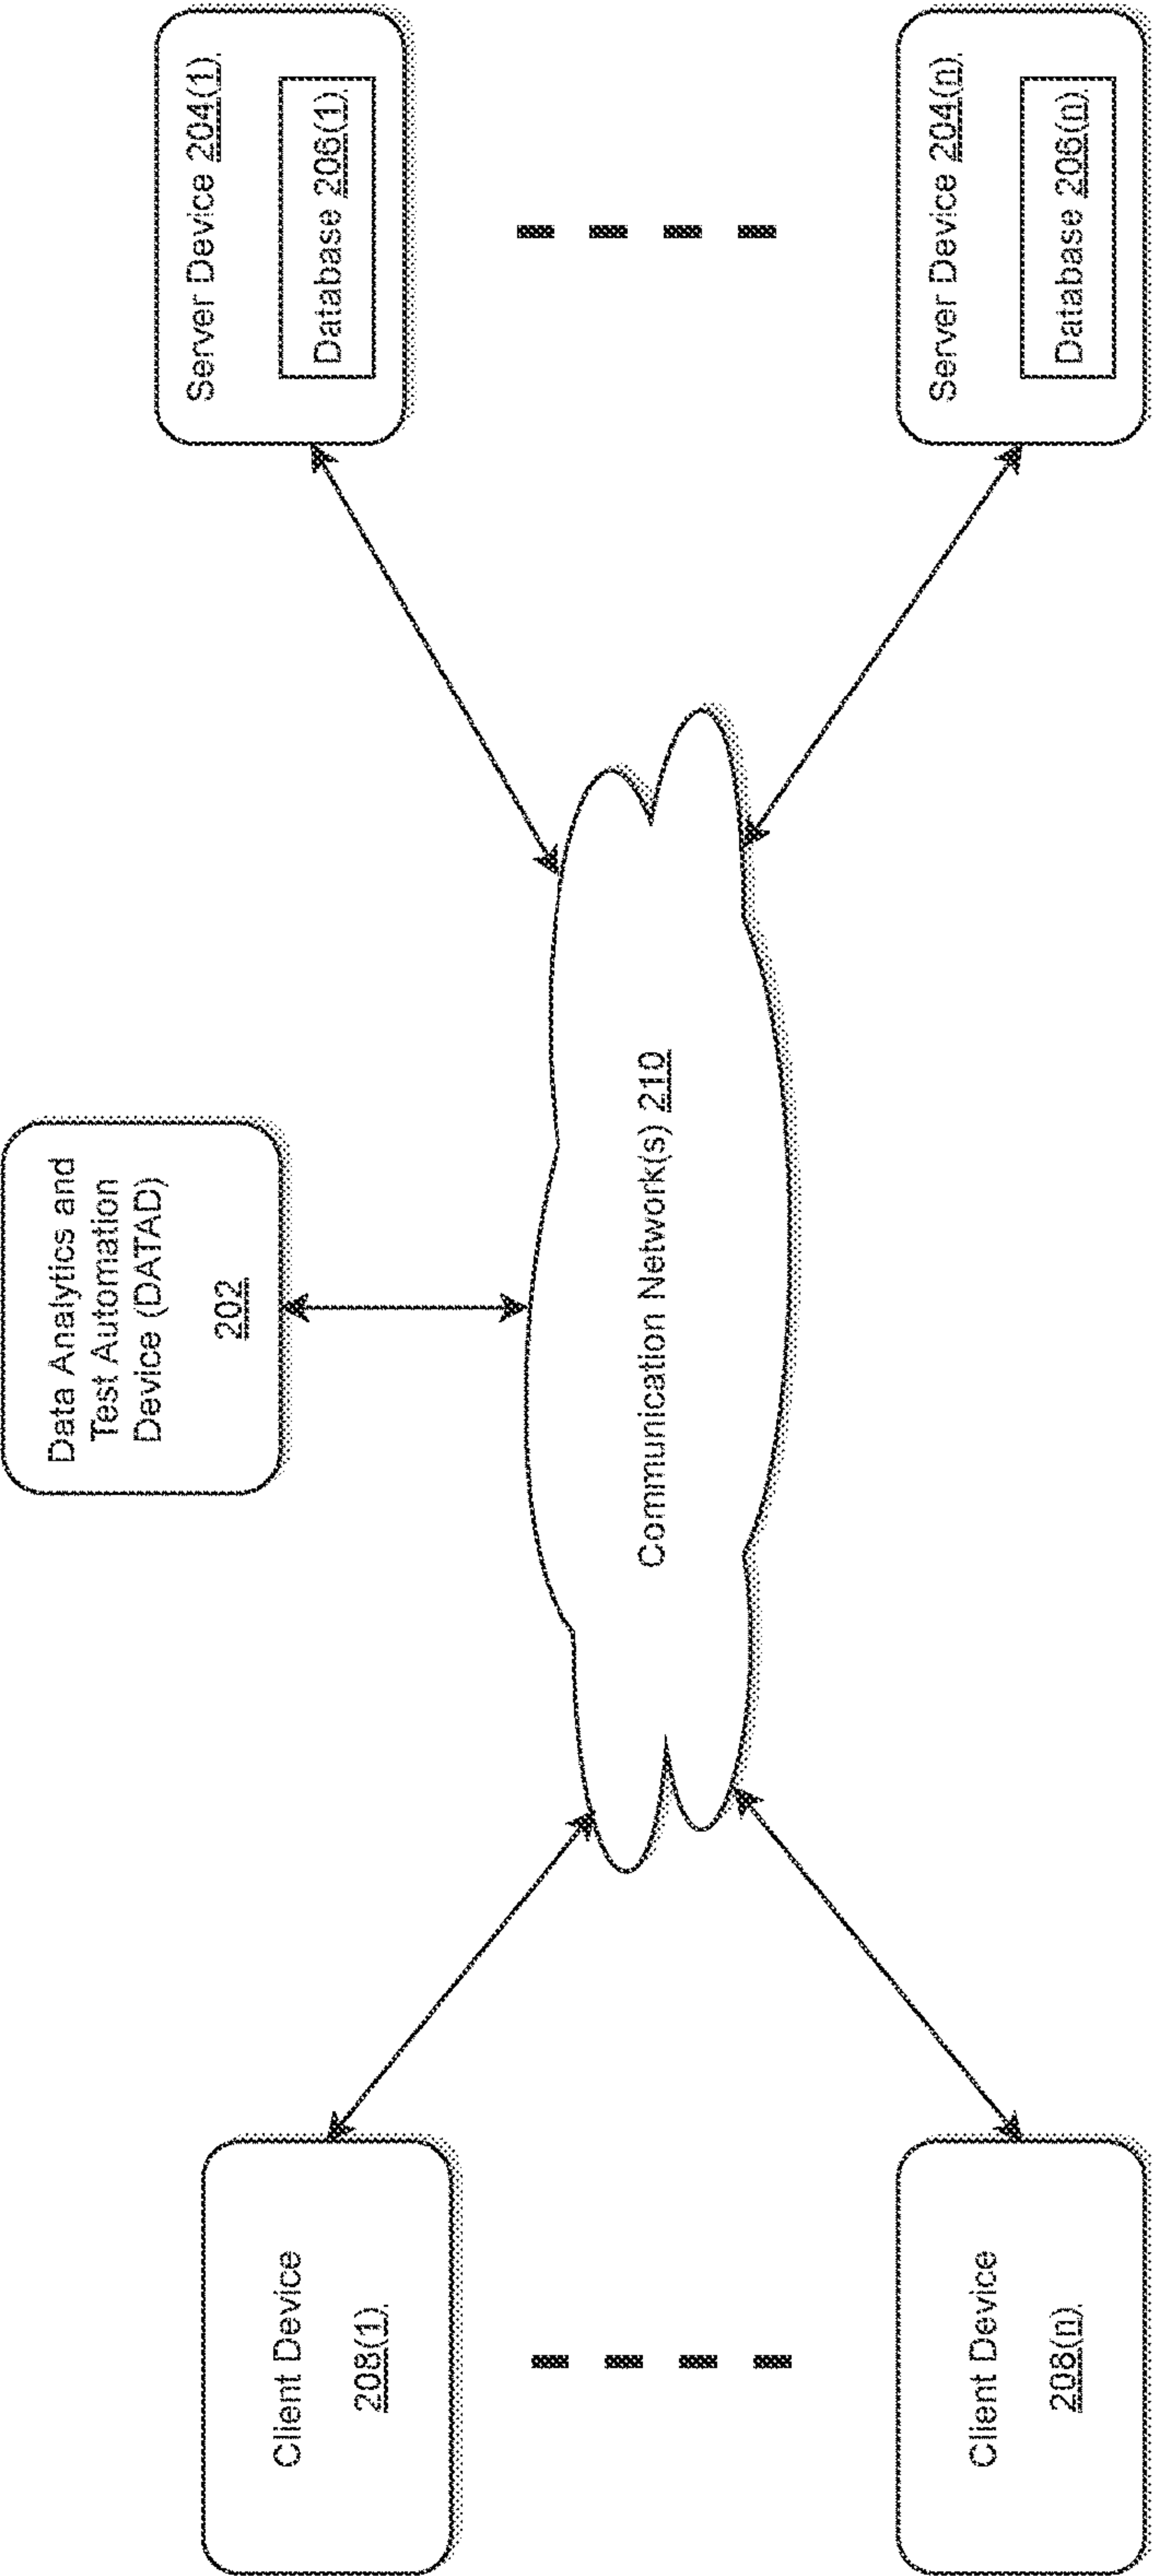 Data Analytics and
Test Automation
Device (DATAD)
202
Client Device
208(1)
Server Device 204(1)
Database 206(1)
Communication Network(s) 210
Client Device
208(n)
Server Device 204(n)
Database 206(n)